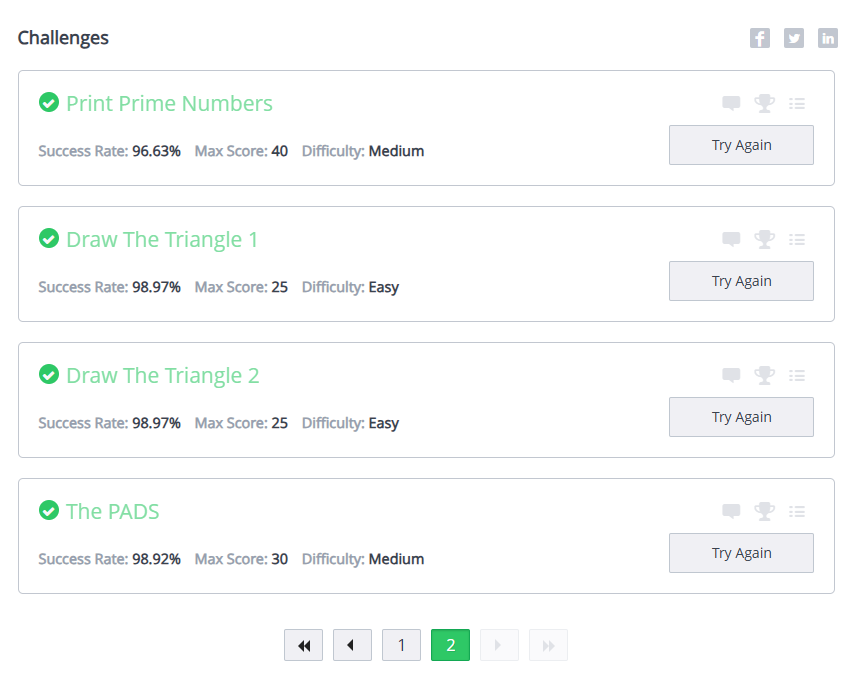 Challenges
Print Prime Numbers
Success Rate: 96.63% Max Score: 40 Difficulty: Medium
Try Again
Draw The Triangle 1
Success Rate: 98.97% Max Score: 25 Difficulty: Easy
Try Again
Draw The Triangle 2
Success Rate: 98.97% Max Score: 25 Difficulty: Easy
Try Again
The PADS
Success Rate: 98.92% Max Score: 30 Difficulty: Medium
Try Again
1 2